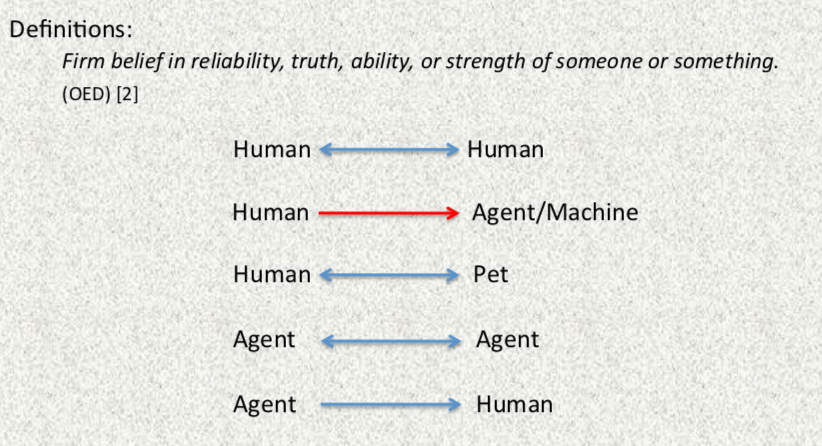 Definitions:
Firm belief in reliability, truth, ability, or strength of someone or something.
(OED) [2]
Human Human
Human Agent/Machine
Human Pet
Agent Agent
Agent Human